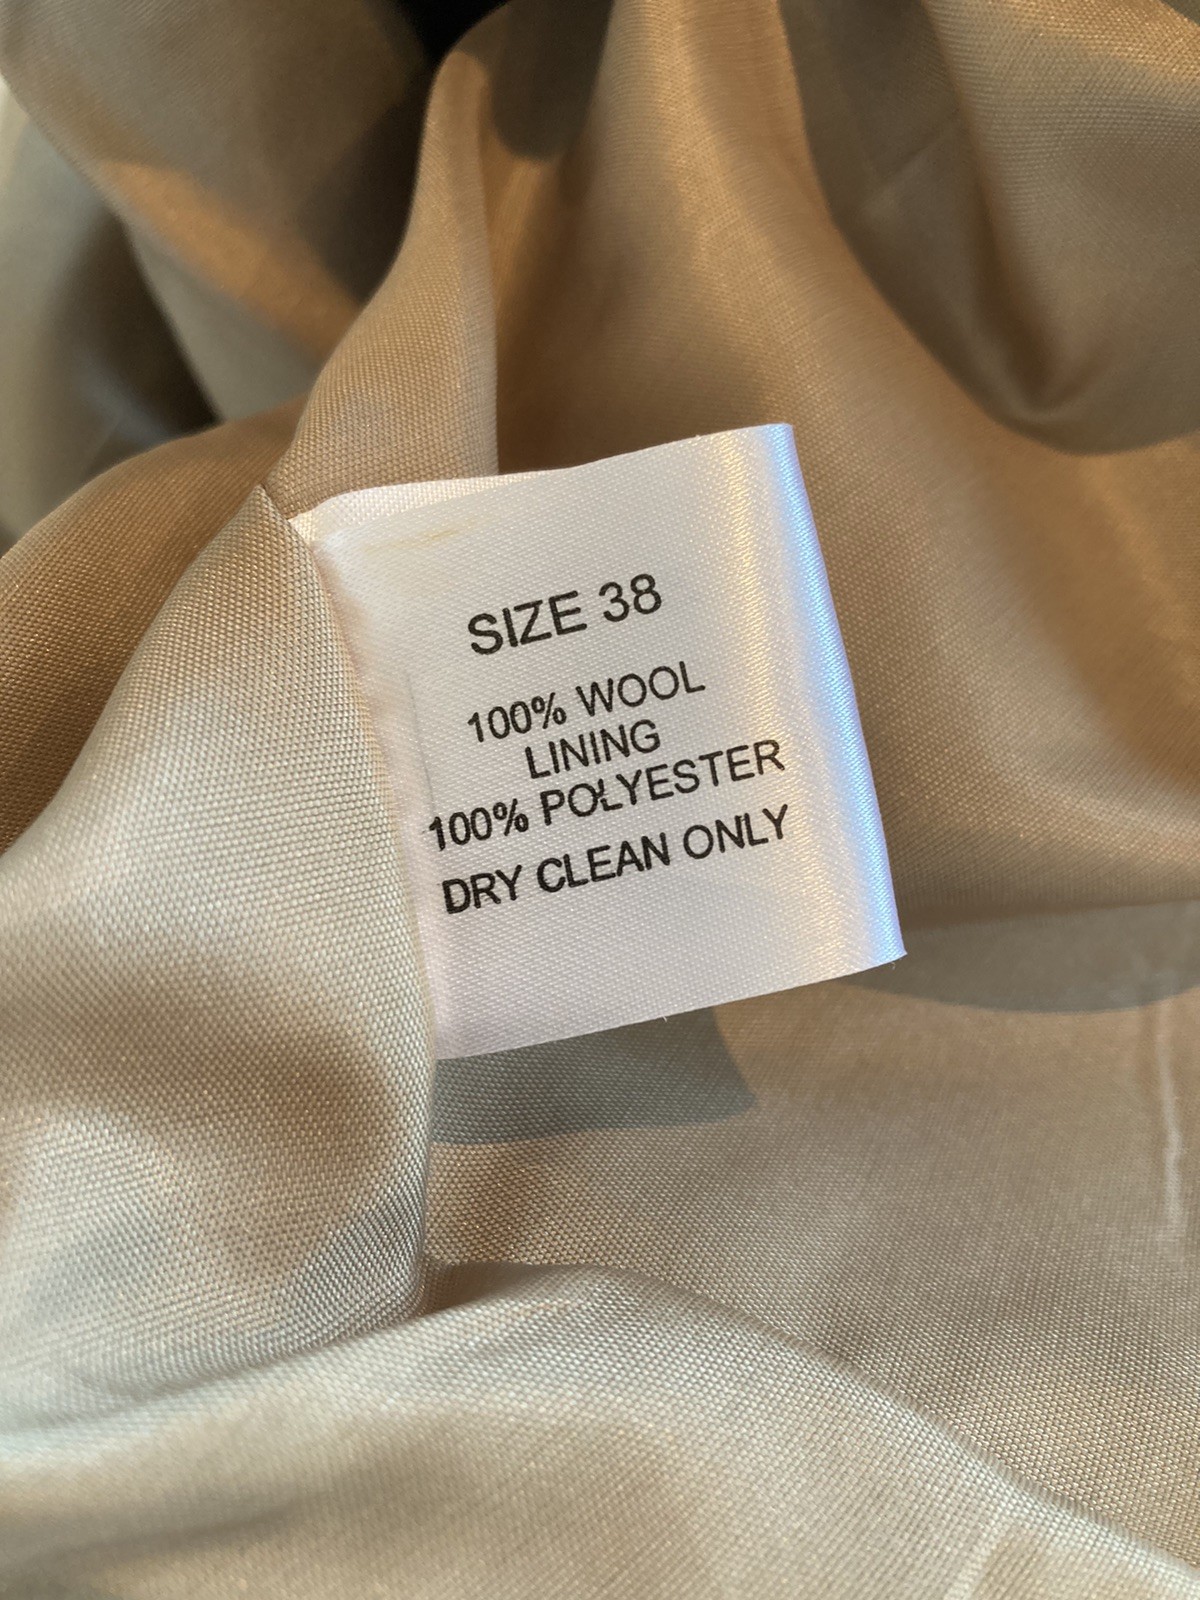 SIZE 38
100% WOOL
LINING
100% POLYESTER
DRY CLEAN ONLY